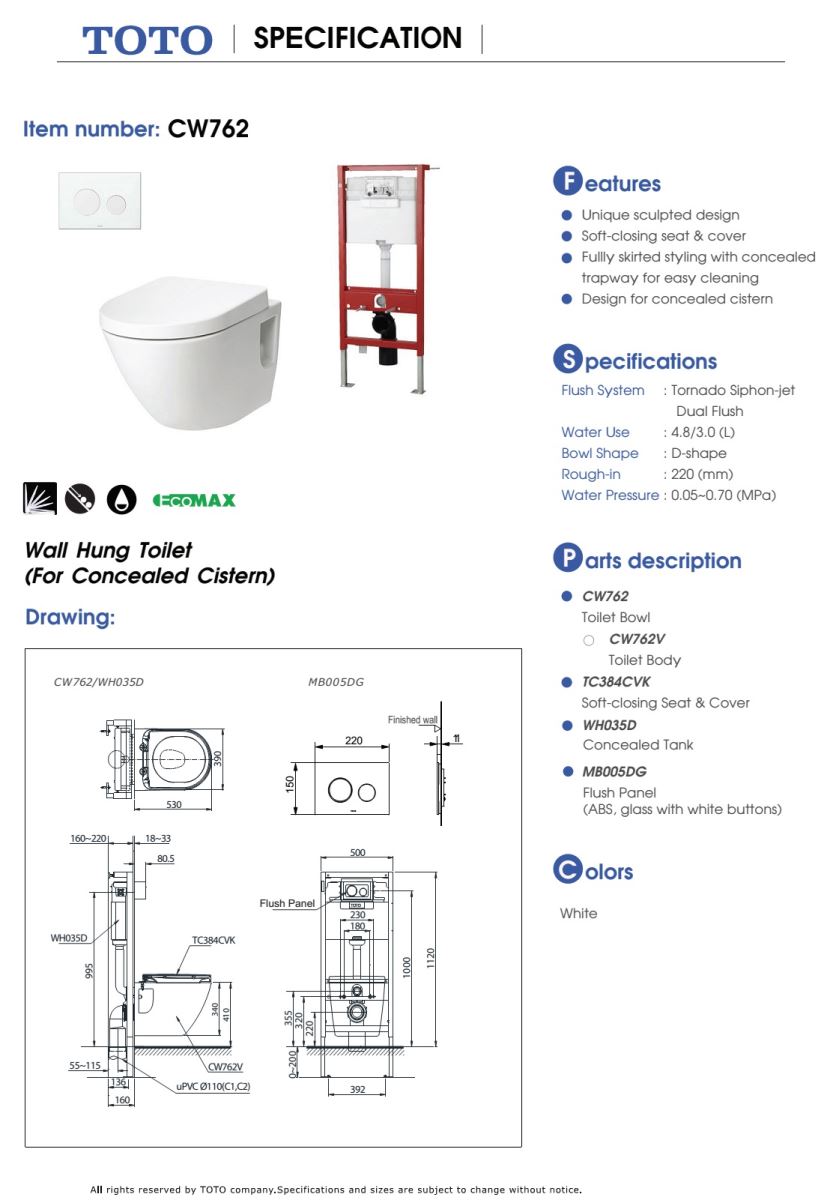 TOTO | SPECIFICATION |
Item number: CW762
Features
Unique sculpted design
Soft-closing seat & cover
Fullly skirted styling with concealed
trapway for easy cleaning
Design for concealed cistern
Specifications
Flush System : Tornado Siphon-jet
Dual Flush
Water Use : 4.8/3.0 (L)
Bowl Shape : D-shape
Rough-in : 220 (mm)
Water Pressure : 0.05~0.70 (MPa)
ECOMAX
Wall Hung Toilet
(For Concealed Cistern)
Parts description
CW762
Toilet Bowl
CW762V
Toilet Body
TC384CVK
Soft-closing Seat & Cover
WH035D
Concealed Tank
MB005DG
Flush Panel
(ABS, glass with white buttons)
Colors
White
Drawing:
CW762/WH035D
MB005DG
390
530
Finished wall
220
11
150
160~220
18~33
80.5
WH035D
TC384CVK
995
340
410
55~115
CW762V
136
uPVC Ø110(C1,C2)
160
500
Flush Panel
TOTO
230
180
1000
1120
355
320
220
0~200
392
All rights reserved by TOTO company.Specifications and sizes are subject to change without notice.